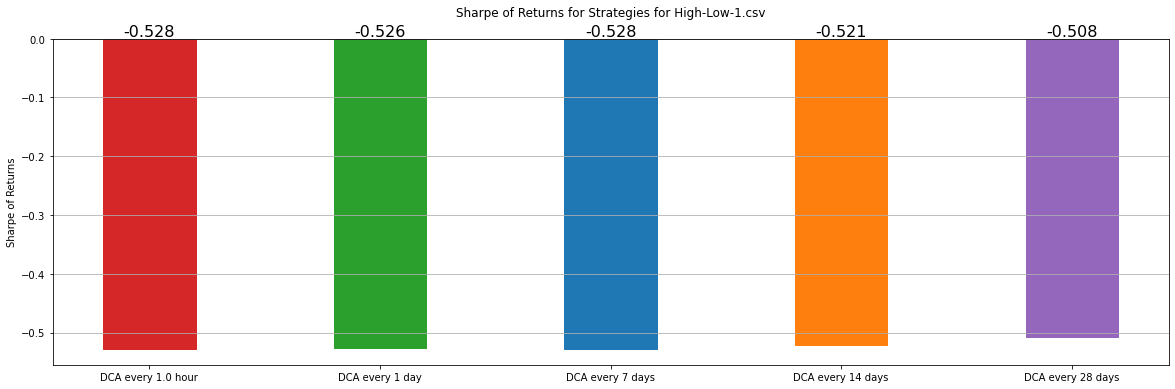 Sharpe of Returns for Strategies for High-Low-1.csv
-0.528
-0.526
-0.528
-0.521
-0.508
Sharpe of Returns
0.0
−0.1
−0.2
−0.3
−0.4
−0.5
DCA every 1.0 hour
DCA every 1 day
DCA every 7 days
DCA every 14 days
DCA every 28 days